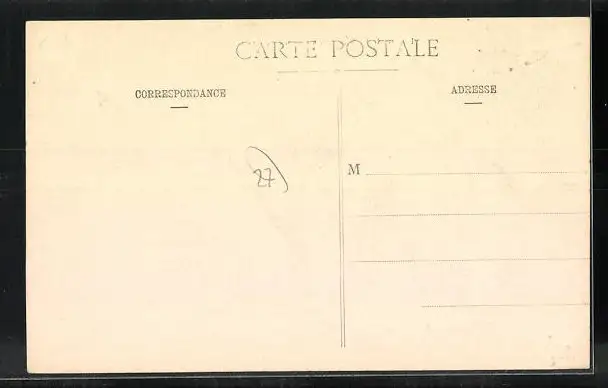 CARTE POSTALE
CORRESPONDANCE
ADRESSE
M
27